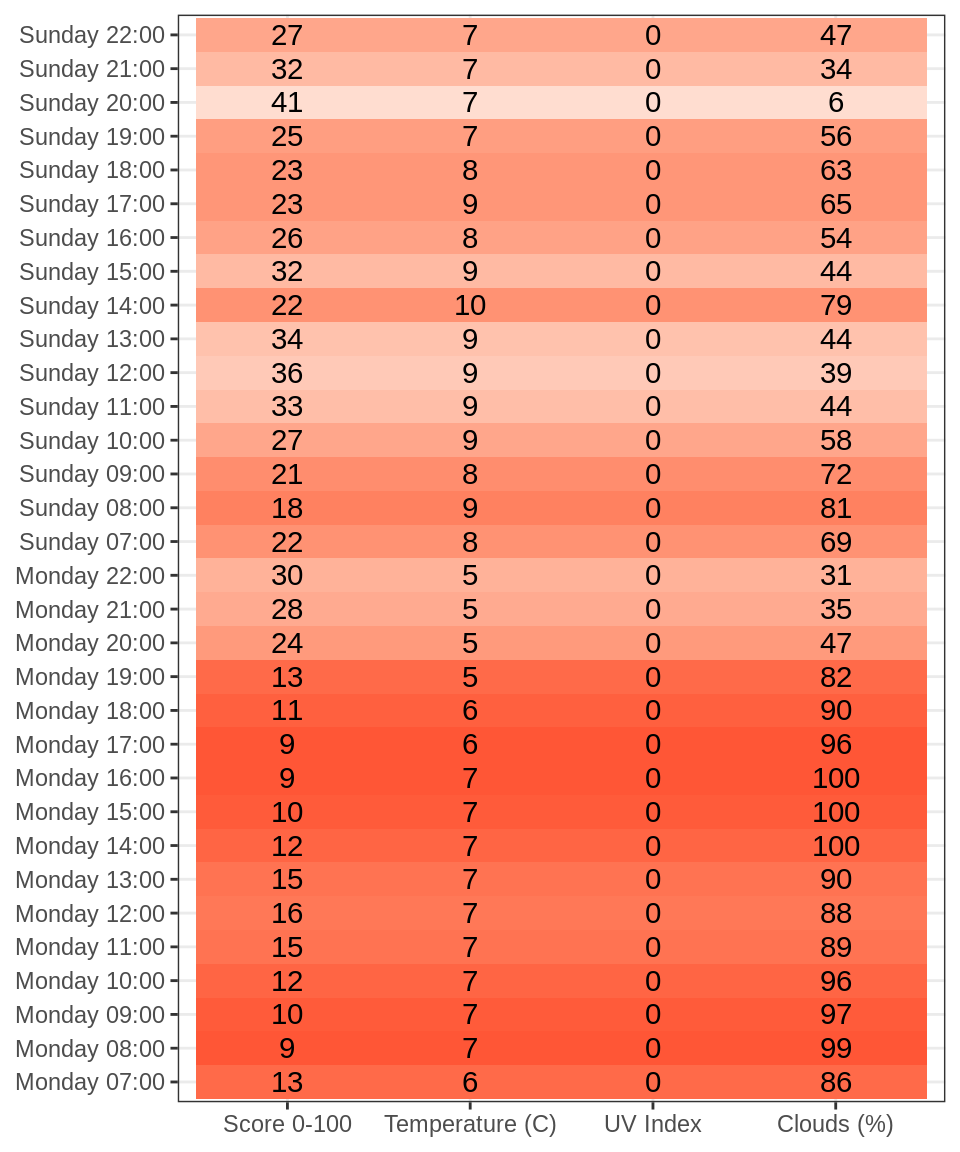 Sunday 22:00 27 7 0 47
Sunday 21:00 32 7 0 34
Sunday 20:00 41 7 0 6
Sunday 19:00 25 7 0 56
Sunday 18:00 23 8 0 63
Sunday 17:00 23 9 0 65
Sunday 16:00 26 8 0 54
Sunday 15:00 32 9 0 44
Sunday 14:00 22 10 0 79
Sunday 13:00 34 9 0 44
Sunday 12:00 36 9 0 39
Sunday 11:00 33 9 0 44
Sunday 10:00 27 9 0 58
Sunday 09:00 21 8 0 72
Sunday 08:00 18 9 0 81
Sunday 07:00 22 8 0 69
Monday 22:00 30 5 0 31
Monday 21:00 28 5 0 35
Monday 20:00 24 5 0 47
Monday 19:00 13 5 0 82
Monday 18:00 11 6 0 90
Monday 17:00 9 6 0 96
Monday 16:00 9 7 0 100
Monday 15:00 10 7 0 100
Monday 14:00 12 7 0 100
Monday 13:00 15 7 0 90
Monday 12:00 16 7 0 88
Monday 11:00 15 7 0 89
Monday 10:00 12 7 0 96
Monday 09:00 10 7 0 97
Monday 08:00 9 7 0 99
Monday 07:00 13 6 0 86
Score 0-100 Temperature (C) UV Index Clouds (%)